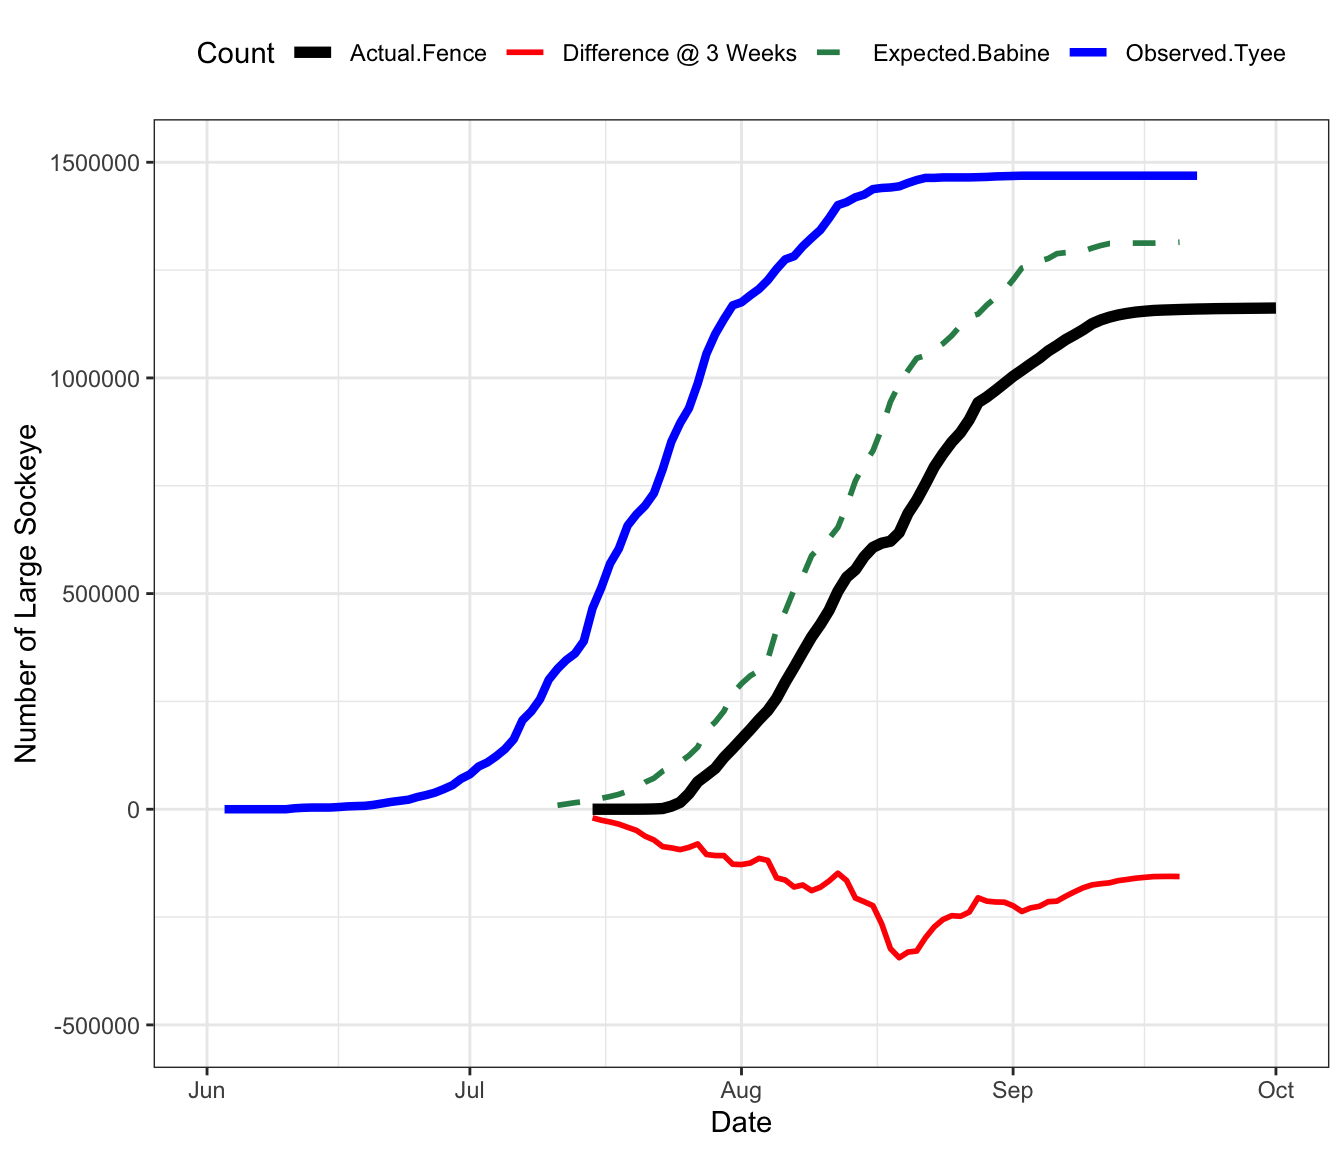 Count Actual.Fence Difference @ 3 Weeks Expected.Babine Observed.Tyee
1500000
1000000
500000
0
-500000
Number of Large Sockeye
Jun Jul Aug Sep Oct
Date